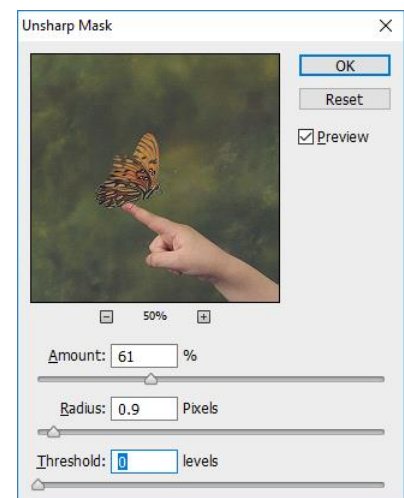 Unsharp Mask
OK
Reset
Preview
50%
Amount: 61 %
Radius: 0.9 Pixels
Threshold: 0 levels